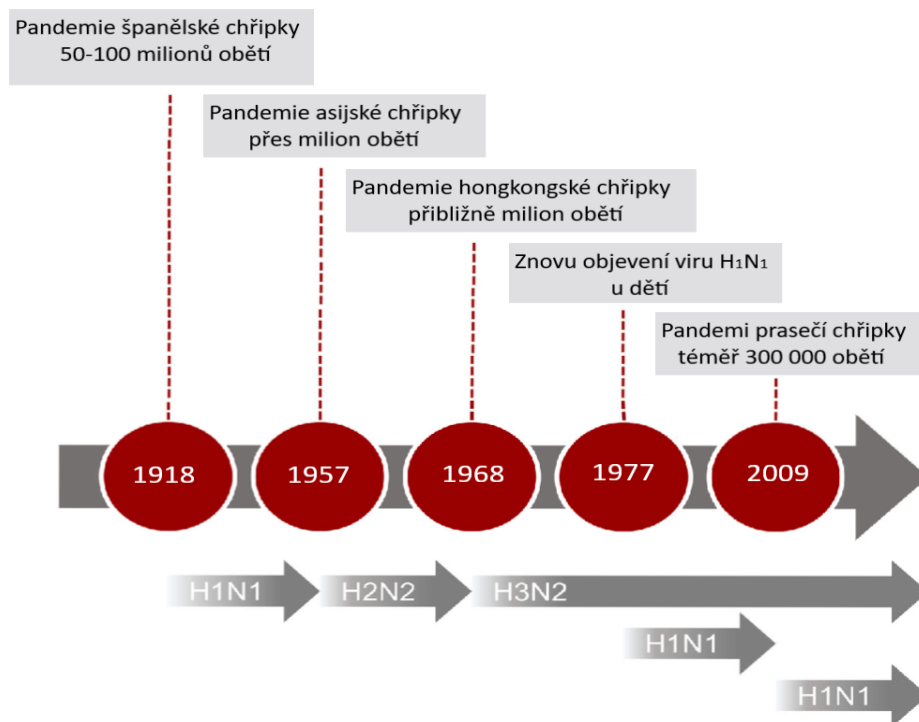 Pandemie španělské chřipky
50-100 milionů obětí
Pandemie asijské chřipky
přes milion obětí
Pandemie hongkongské chřipky
přibližně milion obětí
Znovu objevení viru H₁N₁
u dětí
Pandemi prasečí chřipky
téměř 300 000 obětí
1918
1957
1968
1977
2009
H1N1
H2N2
H3N2
H1N1
H1N1